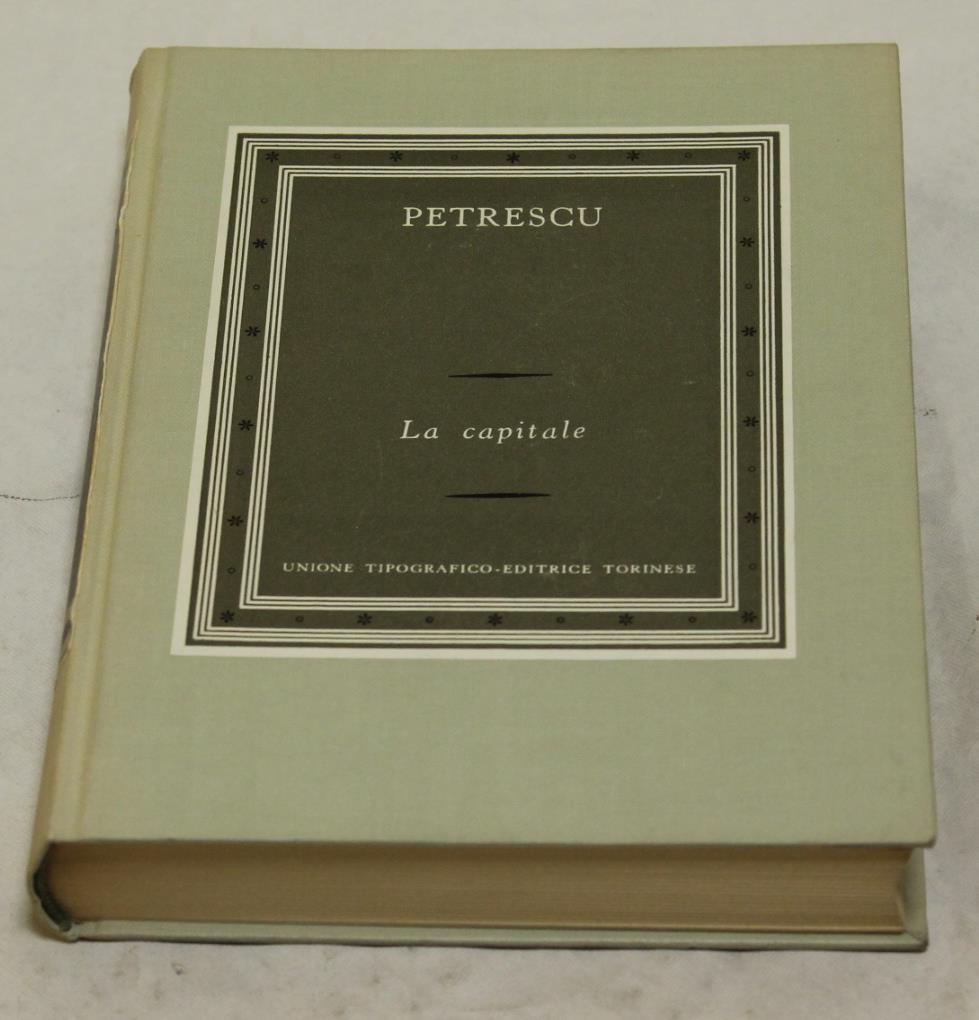 PETRESCU
La capitale
UNIONE TIPOGRAFICO-EDITRICE TORINESE